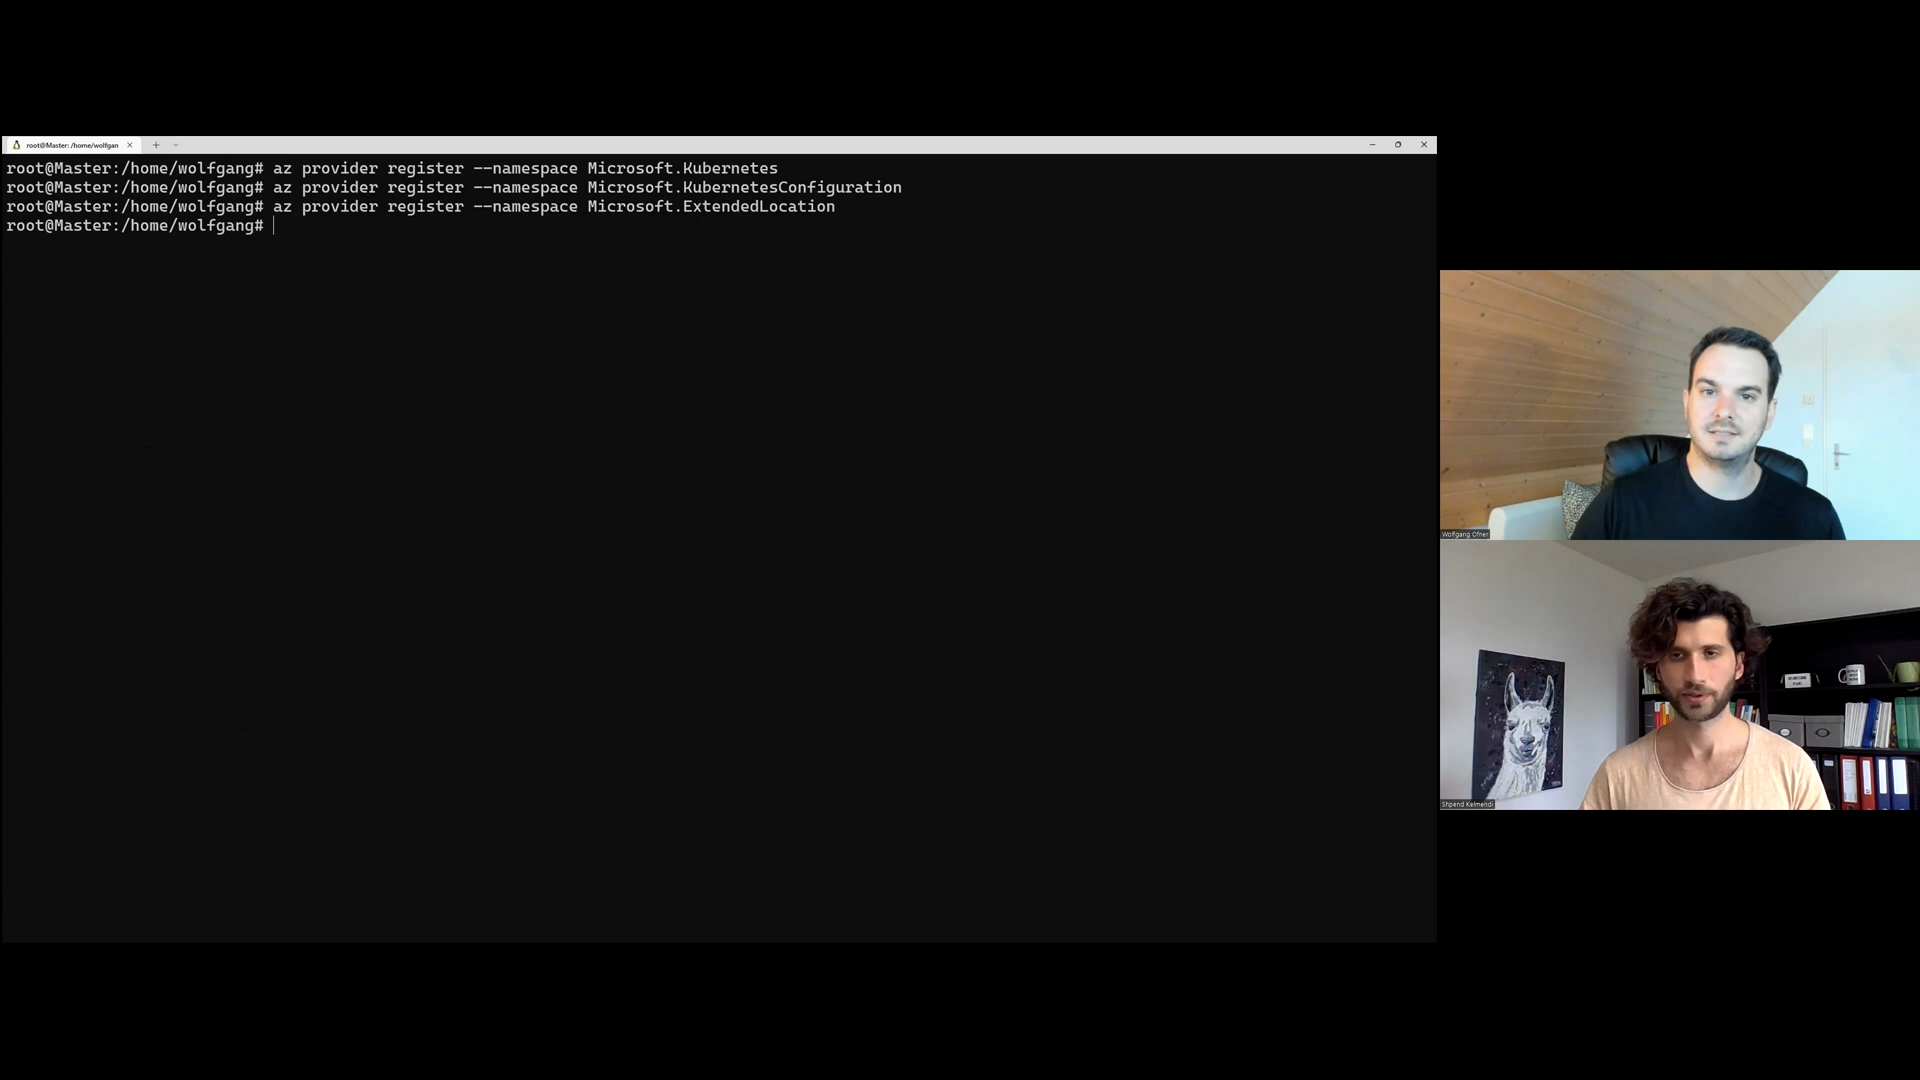 root@Master: /home/wolfgan
root@Master:/home/wolfgang# az provider register --namespace Microsoft.Kubernetes
root@Master:/home/wolfgang# az provider register --namespace Microsoft.KubernetesConfiguration
root@Master:/home/wolfgang# az provider register --namespace Microsoft.ExtendedLocation
root@Master:/home/wolfgang#
Wolfgang Ofner
Shpend Kelmendi